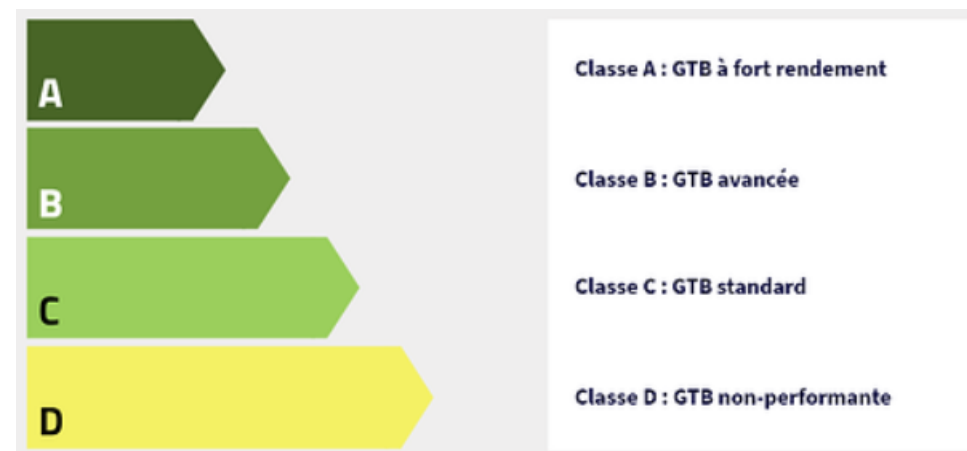 A
Classe A : GTB à fort rendement
B
Classe B : GTB avancée
C
Classe C : GTB standard
D
Classe D : GTB non-performante